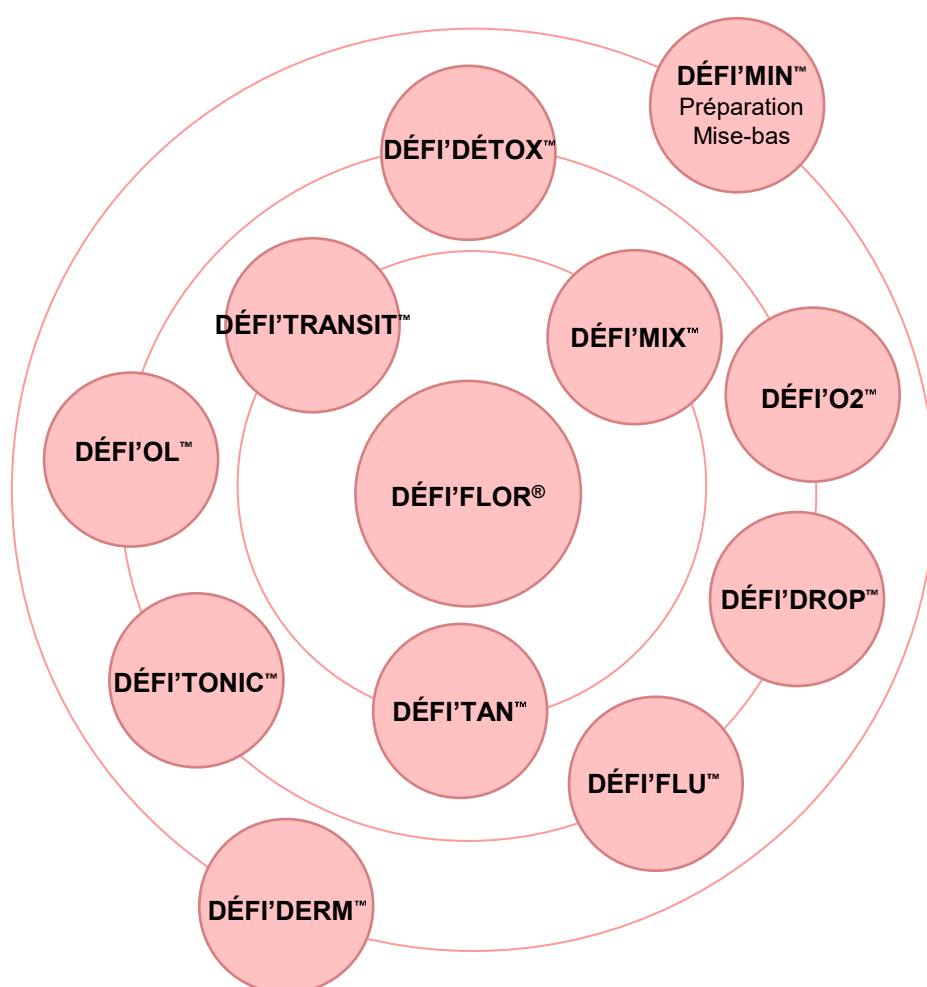 DÉFI’MIN™
Préparation
Mise-bas
DÉFI’DÉTOX™
DÉFI’TRANSIT™
DÉFI’MIX™
DÉFI’O2™
DÉFI’OL™
DÉFI’FLOR®
DÉFI’DROP™
DÉFI’TONIC™
DÉFI’TAN™
DÉFI’FLU™
DÉFI’DERM™